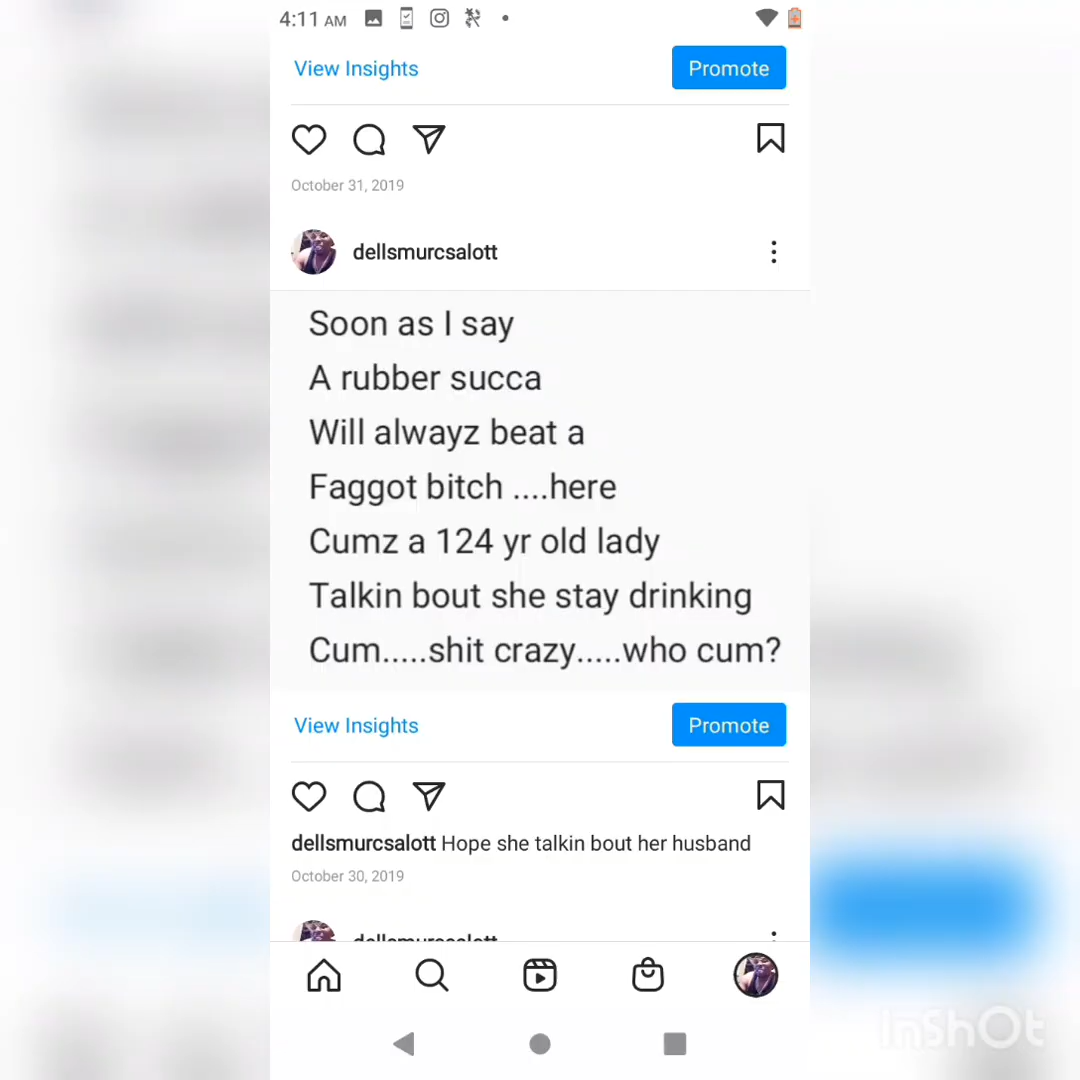 4:11 AM
View Insights
Promote
October 31, 2019
dellsmurcsalott
Soon as I say
A rubber succa
Will alwayz beat a
Faggot bitch ....here
Cumz a 124 yr old lady
Talkin bout she stay drinking
Cum.....shit crazy.....who cum?
View Insights
Promote
dellsmurcsalott Hope she talkin bout her husband
October 30, 2019
dellsmurcsalott
InShOt